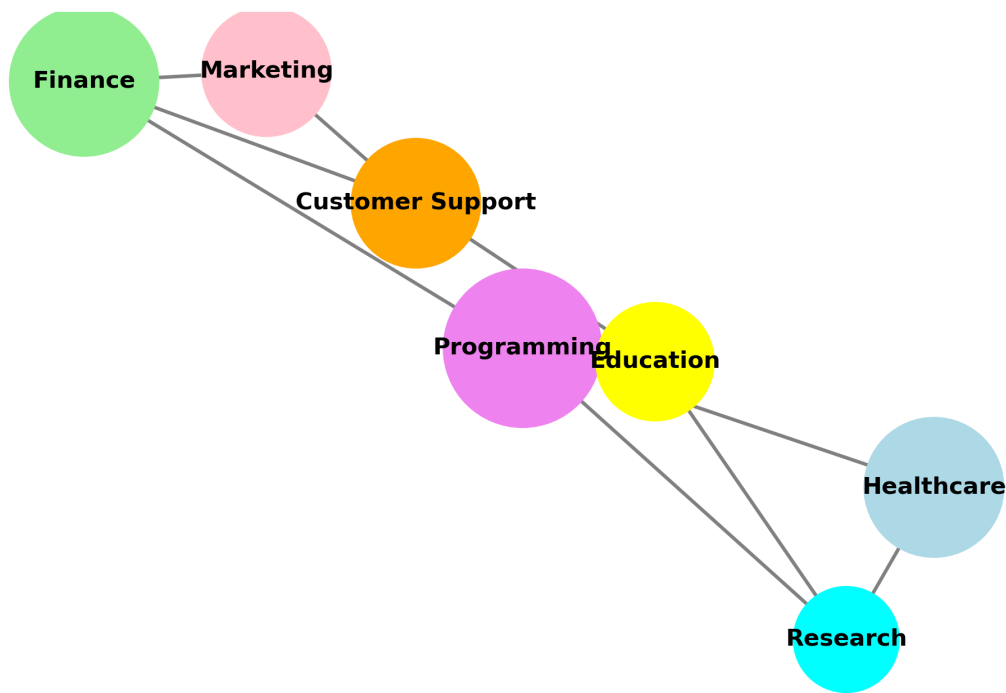 Marketing
Finance
Customer Support
Programming
Education
Healthcare
Research